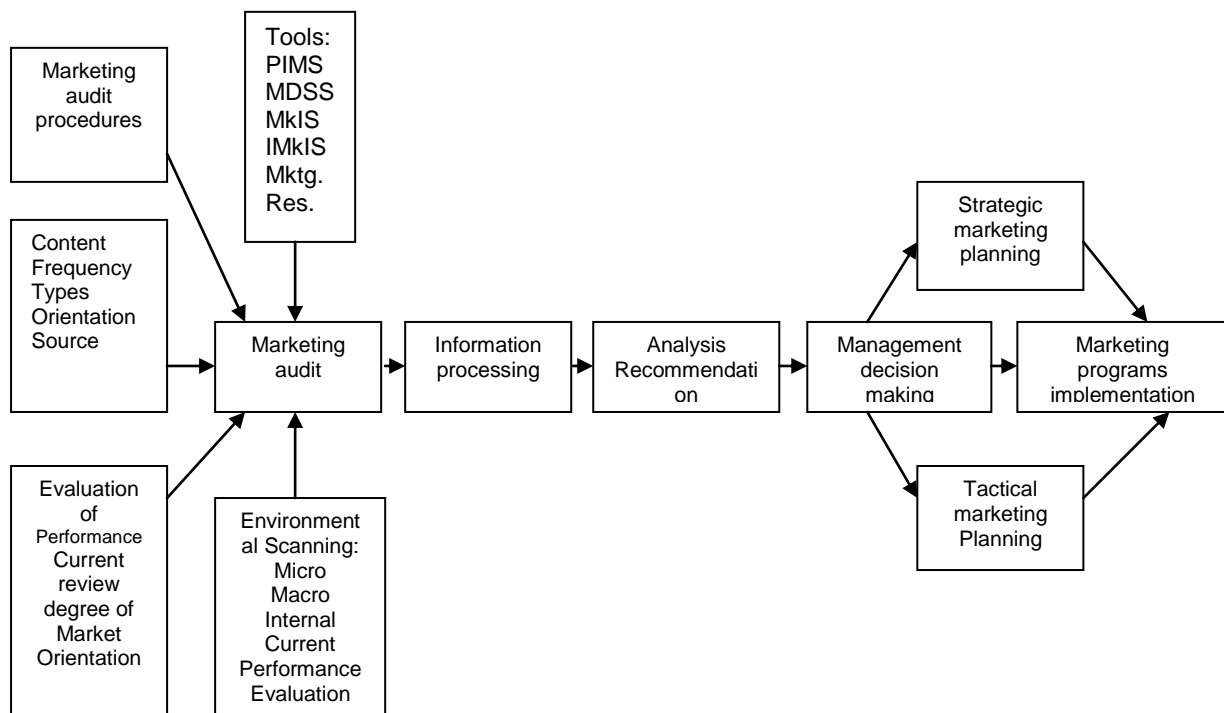 Marketing
audit
procedures
Tools:
PIMS
MDSS
MkIS
IMkIS
Mktg.
Res.
Content
Frequency
Types
Orientation
Source
Marketing
audit
Information
processing
Analysis
Recommendati
on
Management
decision
making
Strategic
marketing
planning
Marketing
programs
implementation
Tactical
marketing
Planning
Evaluation
of
Performance
Current
review
degree of
Market
Orientation
Environment
al Scanning:
Micro
Macro
Internal
Current
Performance
Evaluation